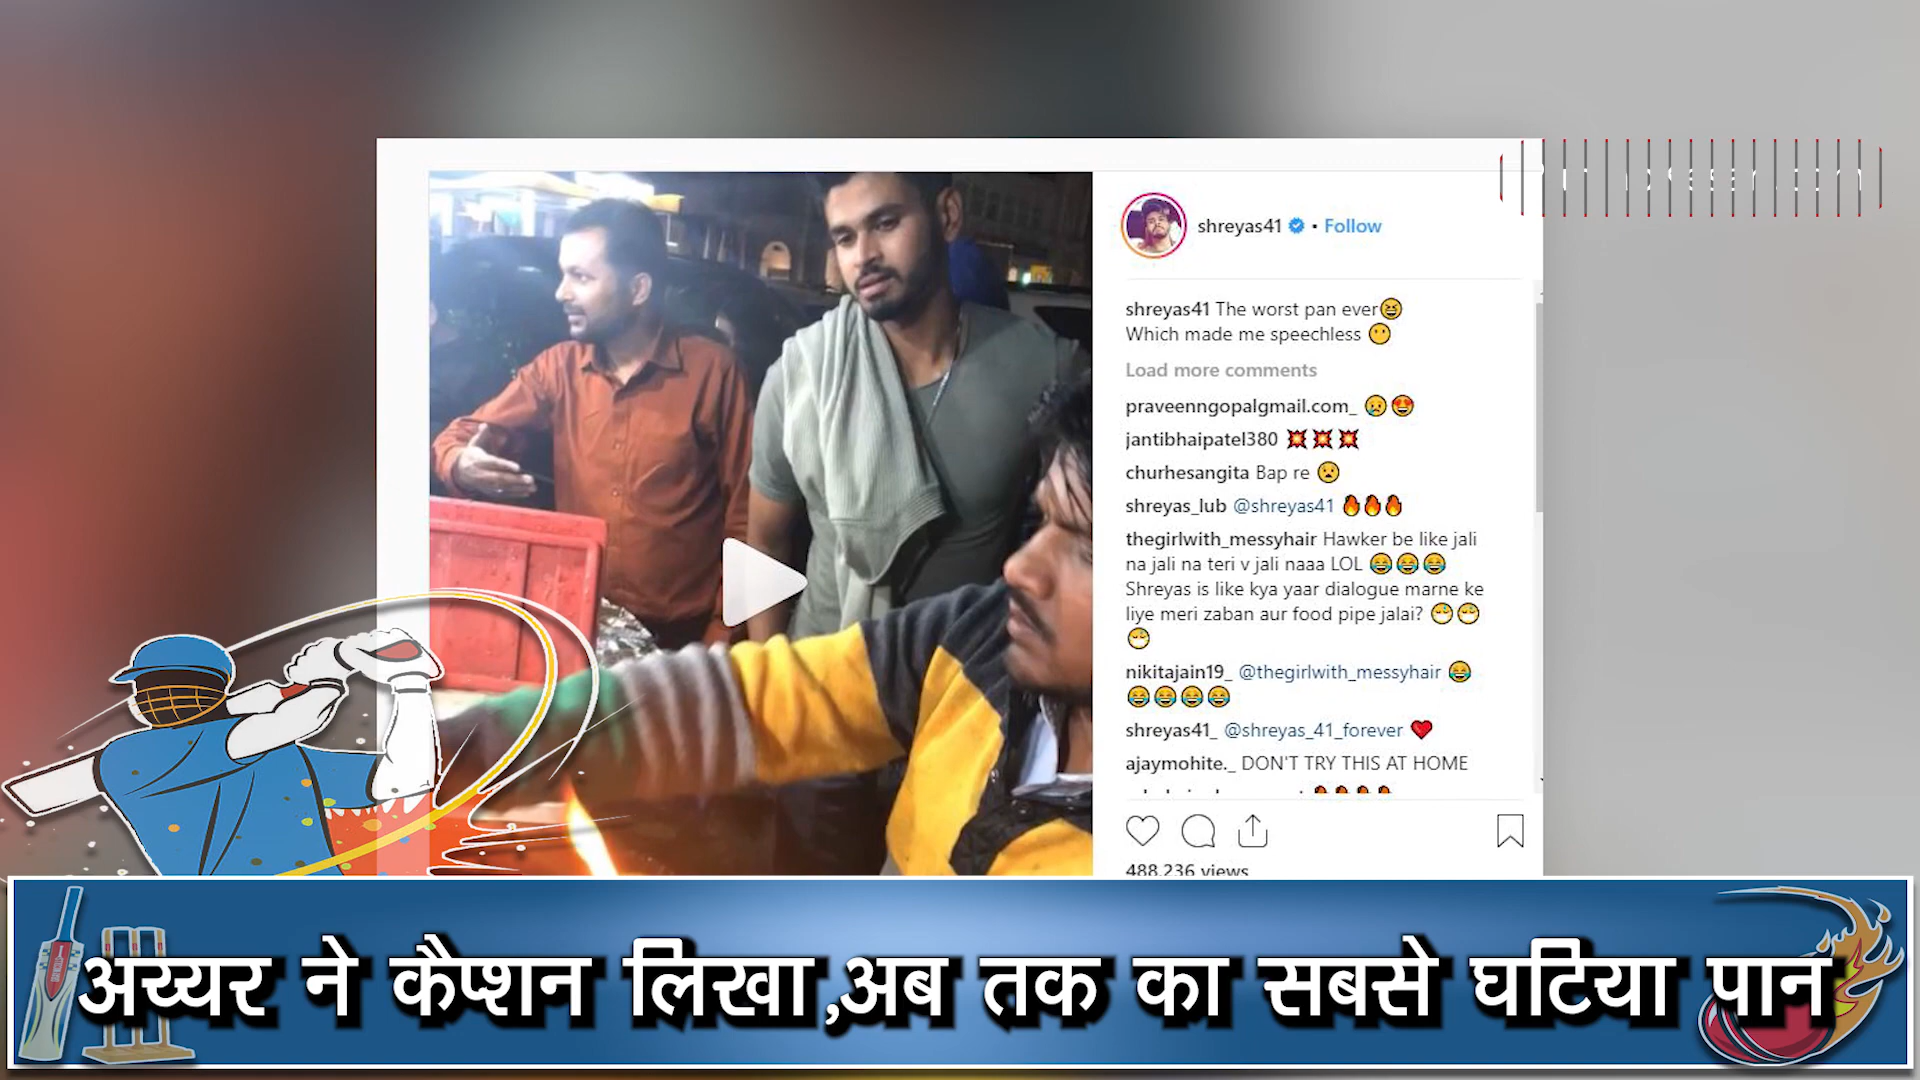 shreyas41 • Follow
shreyas41 The worst pan ever😆
Which made me speechless 😶
Load more comments
praveenngopalgmail.com_ 😢😍
jantibhaipatel380 💥💥💥
churhesangita Bap re 😧
shreyas_lub @shreyas41 🔥🔥🔥
thegirlwith_messyhair Hawker be like jali
na jali na teri v jali naaa LOL 😂😂😂
Shreyas is like kya yaar dialogue marne ke
liye meri zaban aur food pipe jalai? 😷😷
😷
nikitajain19_ @thegirlwith_messyhair 😂
😂😂😂😂
shreyas41_ @shreyas_41_forever ❤️
ajaymohite._ DON'T TRY THIS AT HOME
488,236 views
अय्यर ने कैप्शन लिखा,अब तक का सबसे घटिया पान